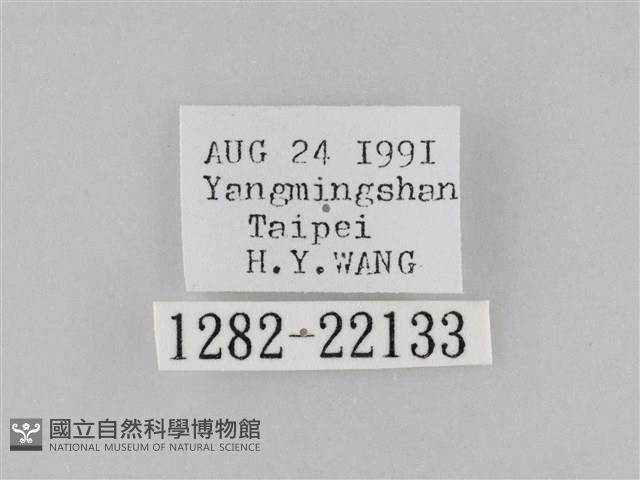 AUG 24 I99I
Yangmingshan
Taipei
H.Y.WANG
1282-22133
國立自然科學博物館
NATIONAL MUSEUM OF NATURAL SCIENCE